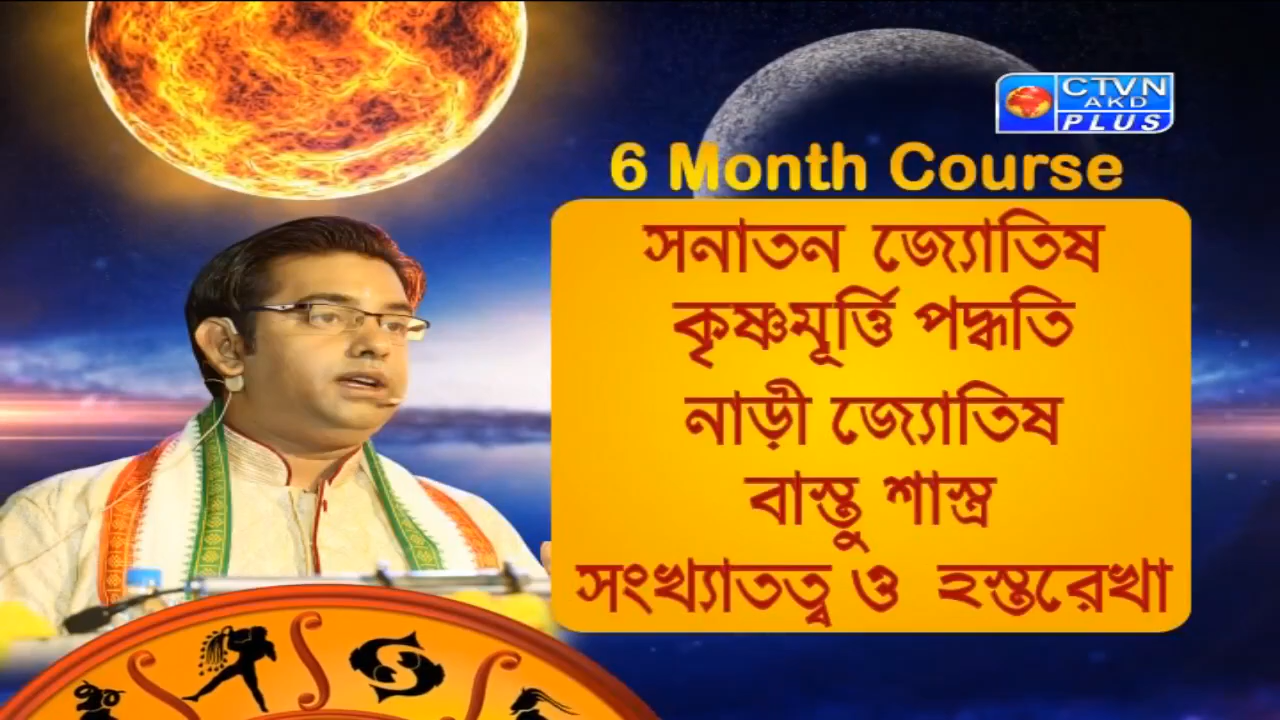 CTVN
AKD
PLUS
6 Month Course
সনাতন জ্যোতিষ
কৃষ্ণমূর্ত্তি পদ্ধতি
নাড়ী জ্যোতিষ
বাস্তু শাস্ত্র
সংখ্যাতত্ব ও হস্তরেখা